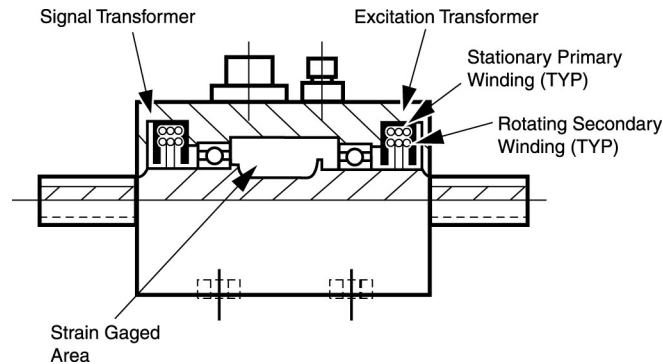 Signal Transformer
Excitation Transformer
Stationary Primary
Winding (TYP)
Rotating Secondary
Winding (TYP)
Strain Gaged
Area